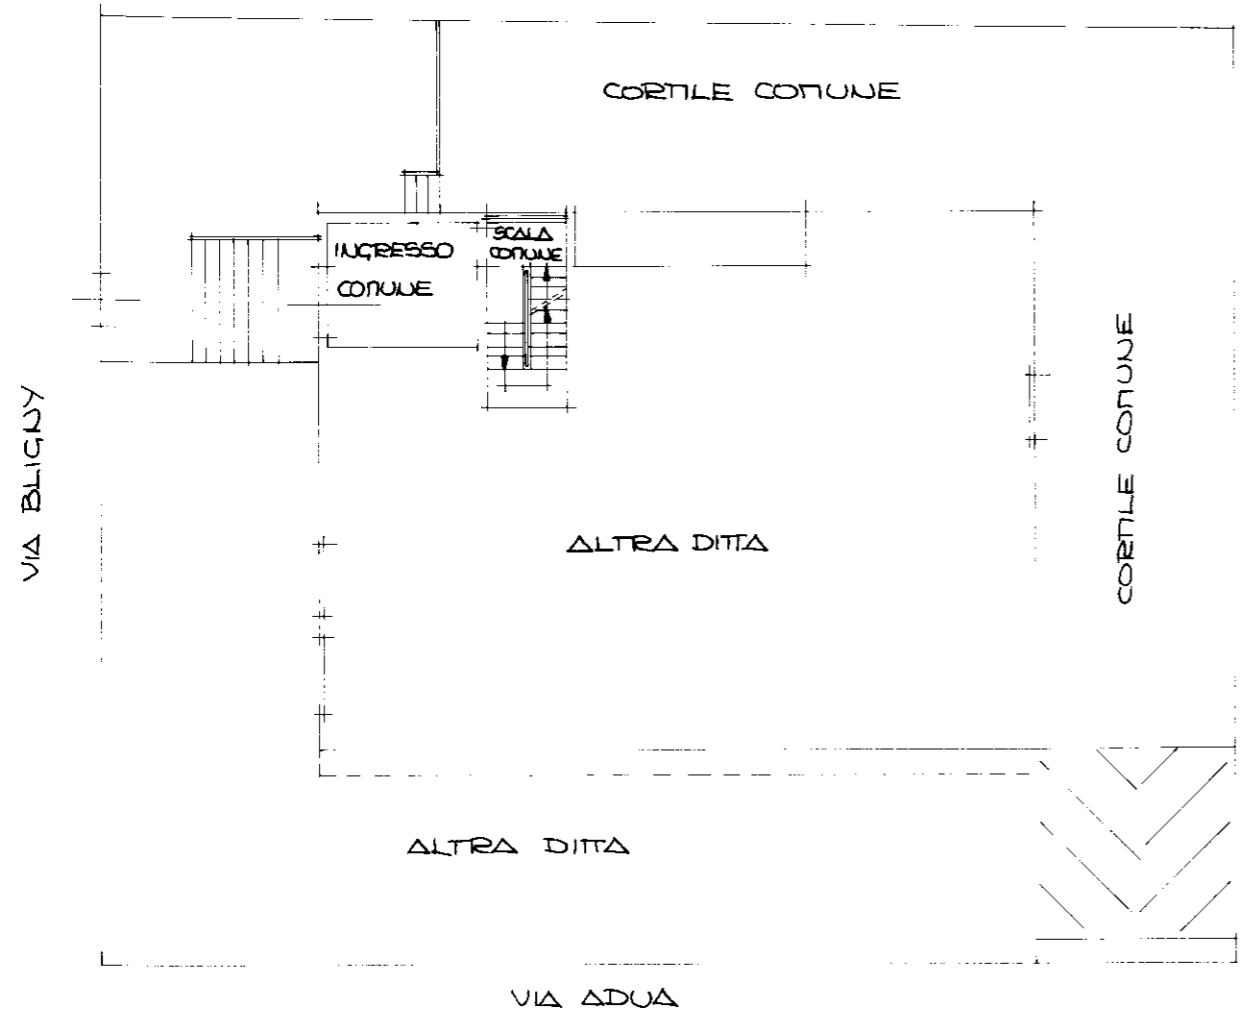 CORTILE COMUNE
SCALA
COMUNE
INGRESSO
COMUNE
VIA BLIGNY
CORTILE COMUNE
ALTRA DITTA
ALTRA DITTA
VIA ADUA